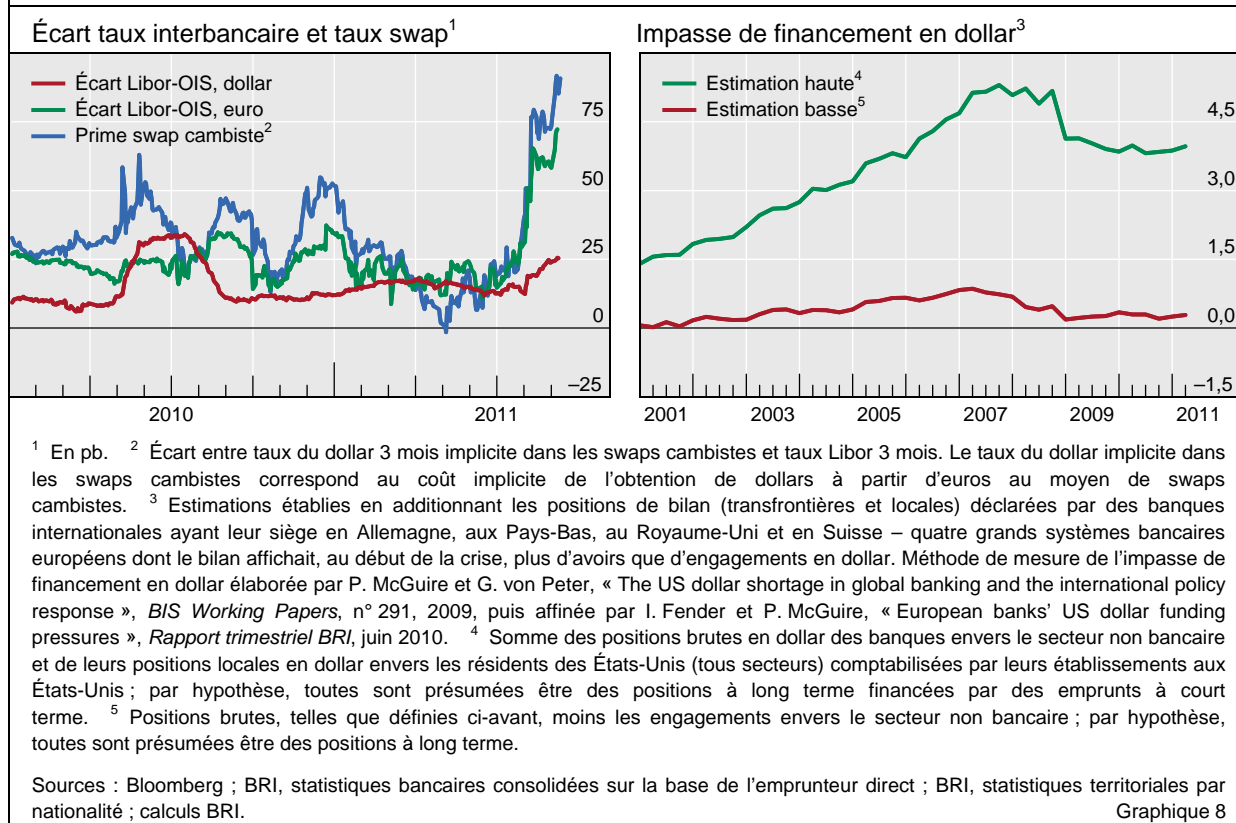 Écart taux interbancaire et taux swap1
Impasse de financement en dollar3
Écart Libor-OIS, dollar
Écart Libor-OIS, euro
Prime swap cambiste2
75
50
25
0
–25
2010
2011
Estimation haute4
Estimation basse5
4,5
3,0
1,5
0,0
–1,5
2001
2003
2005
2007
2009
2011
1 En pb. 2 Écart entre taux du dollar 3 mois implicite dans les swaps cambistes et taux Libor 3 mois. Le taux du dollar implicite dans
les swaps cambistes correspond au coût implicite de l’obtention de dollars à partir d’euros au moyen de swaps
cambistes. 3 Estimations établies en additionnant les positions de bilan (transfrontières et locales) déclarées par des banques
internationales ayant leur siège en Allemagne, aux Pays-Bas, au Royaume-Uni et en Suisse – quatre grands systèmes bancaires
européens dont le bilan affichait, au début de la crise, plus d’avoirs que d’engagements en dollar. Méthode de mesure de l’impasse de
financement en dollar élaborée par P. McGuire et G. von Peter, « The US dollar shortage in global banking and the international policy
response », BIS Working Papers, n° 291, 2009, puis affinée par I. Fender et P. McGuire, « European banks’ US dollar funding
pressures », Rapport trimestriel BRI, juin 2010. 4 Somme des positions brutes en dollar des banques envers le secteur non bancaire
et de leurs positions locales en dollar envers les résidents des États-Unis (tous secteurs) comptabilisées par leurs établissements aux
États-Unis ; par hypothèse, toutes sont présumées être des positions à long terme financées par des emprunts à court
terme. 5 Positions brutes, telles que définies ci-avant, moins les engagements envers le secteur non bancaire ; par hypothèse,
toutes sont présumées être des positions à long terme.
Sources : Bloomberg ; BRI, statistiques bancaires consolidées sur la base de l’emprunteur direct ; BRI, statistiques territoriales par
nationalité ; calculs BRI.
Graphique 8